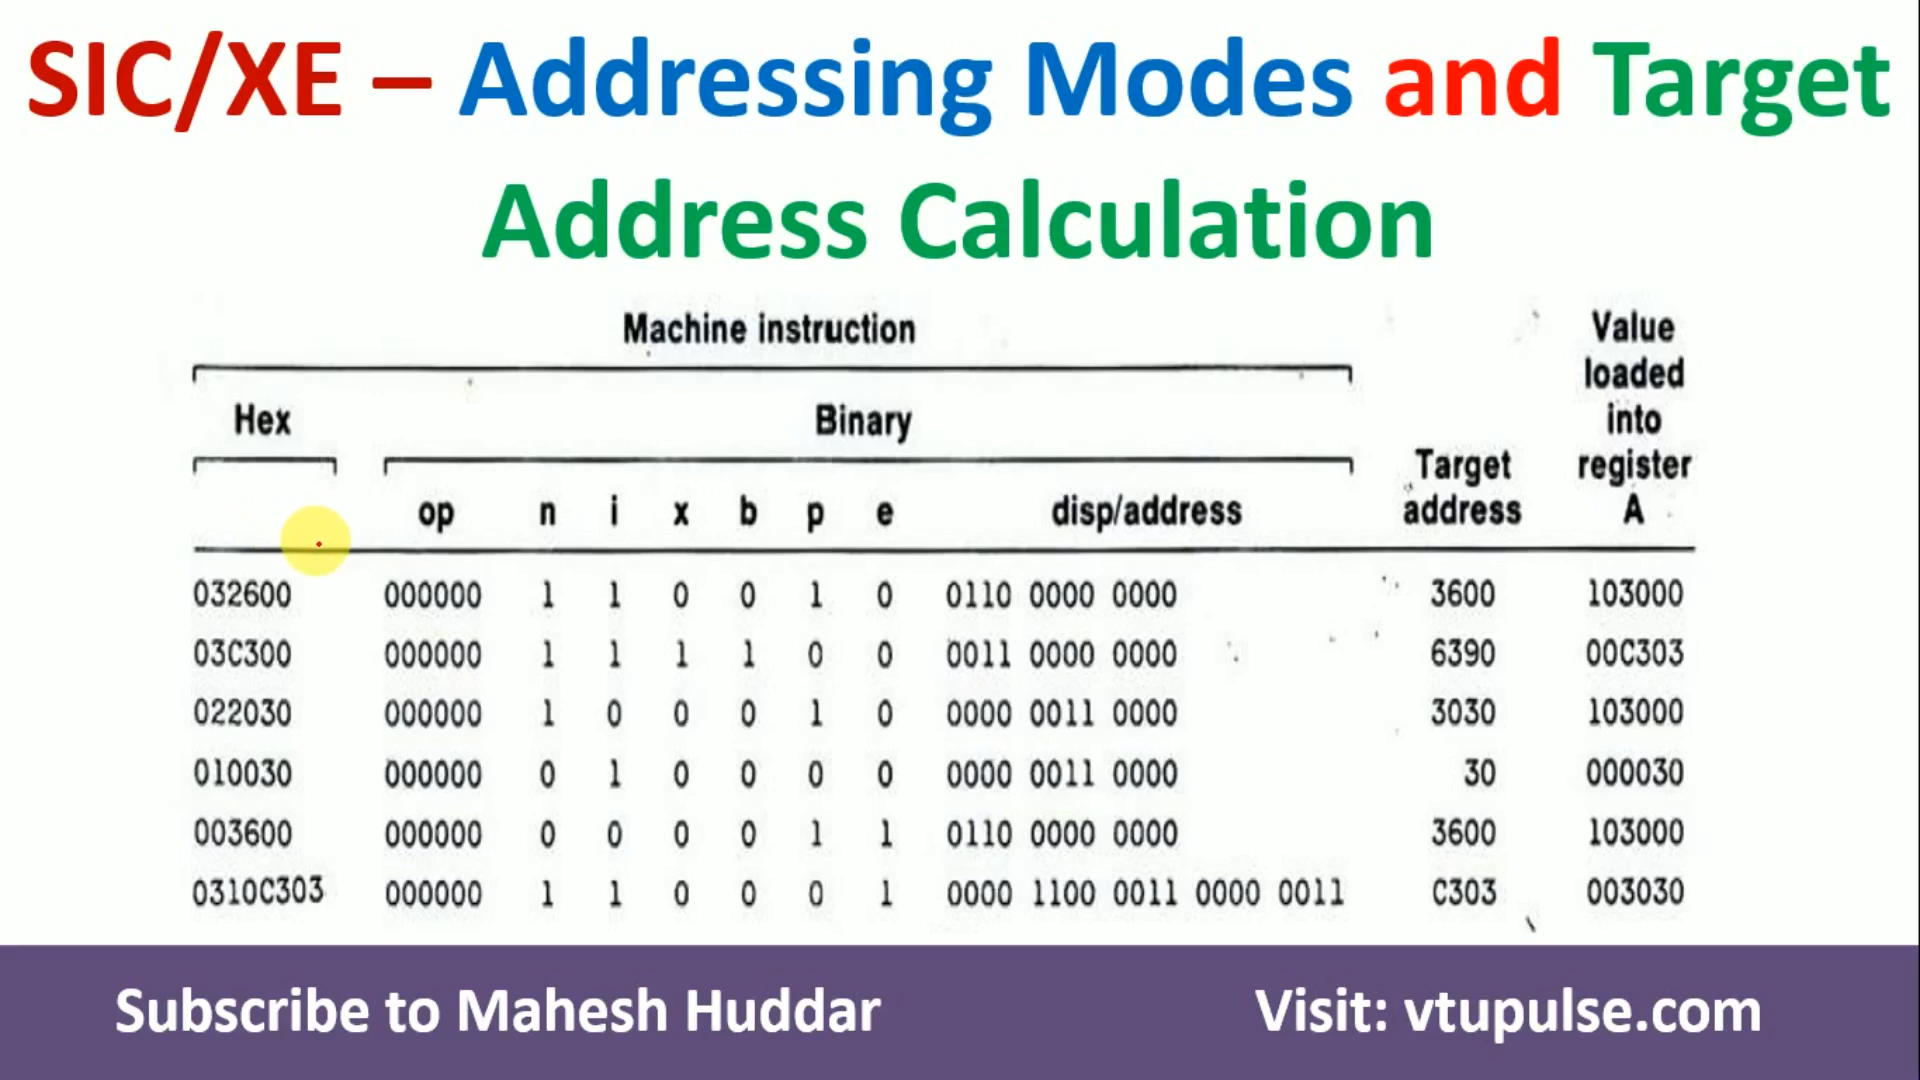 SIC/XE – Addressing Modes and Target
Address Calculation
Machine instruction
Value
loaded
into
register
A
Hex
Binary
Target
address
op n i x b p e disp/address
032600 000000 1 1 0 0 1 0 0110 0000 0000 3600 103000
03C300 000000 1 1 1 1 0 0 0011 0000 0000 6390 00C303
022030 000000 1 0 0 0 1 0 0000 0011 0000 3030 103000
010030 000000 0 1 0 0 0 0 0000 0011 0000 30 000030
003600 000000 0 0 0 0 1 1 0110 0000 0000 3600 103000
0310C303 000000 1 1 0 0 0 1 0000 1100 0011 0000 0011 C303 003030
Subscribe to Mahesh Huddar
Visit: vtupulse.com